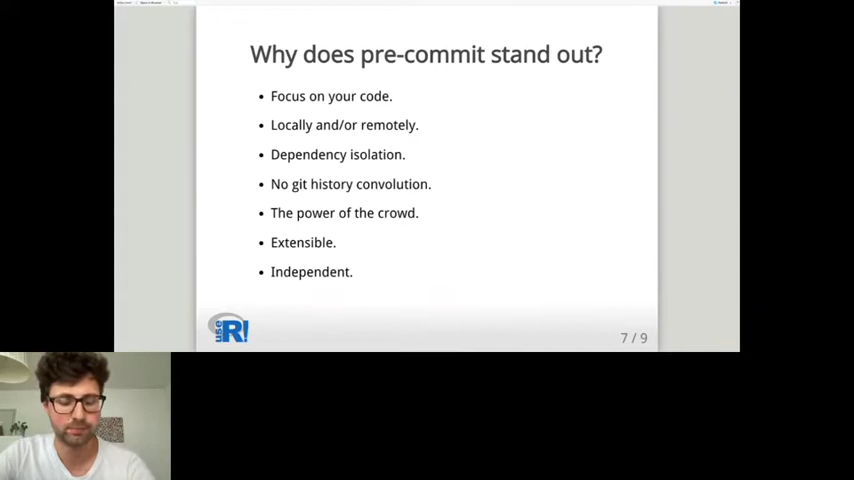 Why does pre-commit stand out?
Focus on your code.
Locally and/or remotely.
Dependency isolation.
No git history convolution.
The power of the crowd.
Extensible.
Independent.
use R!
7 / 9